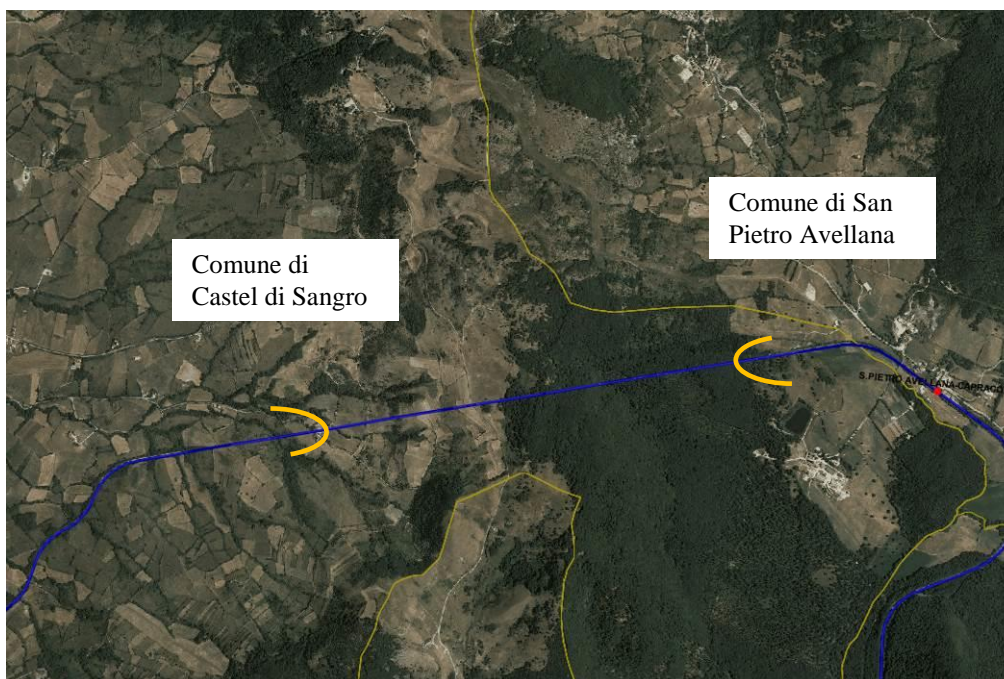 Comune di San
Pietro Avellana
Comune di
Castel di Sangro
S.PIETRO AVELLANA-CAPRACO